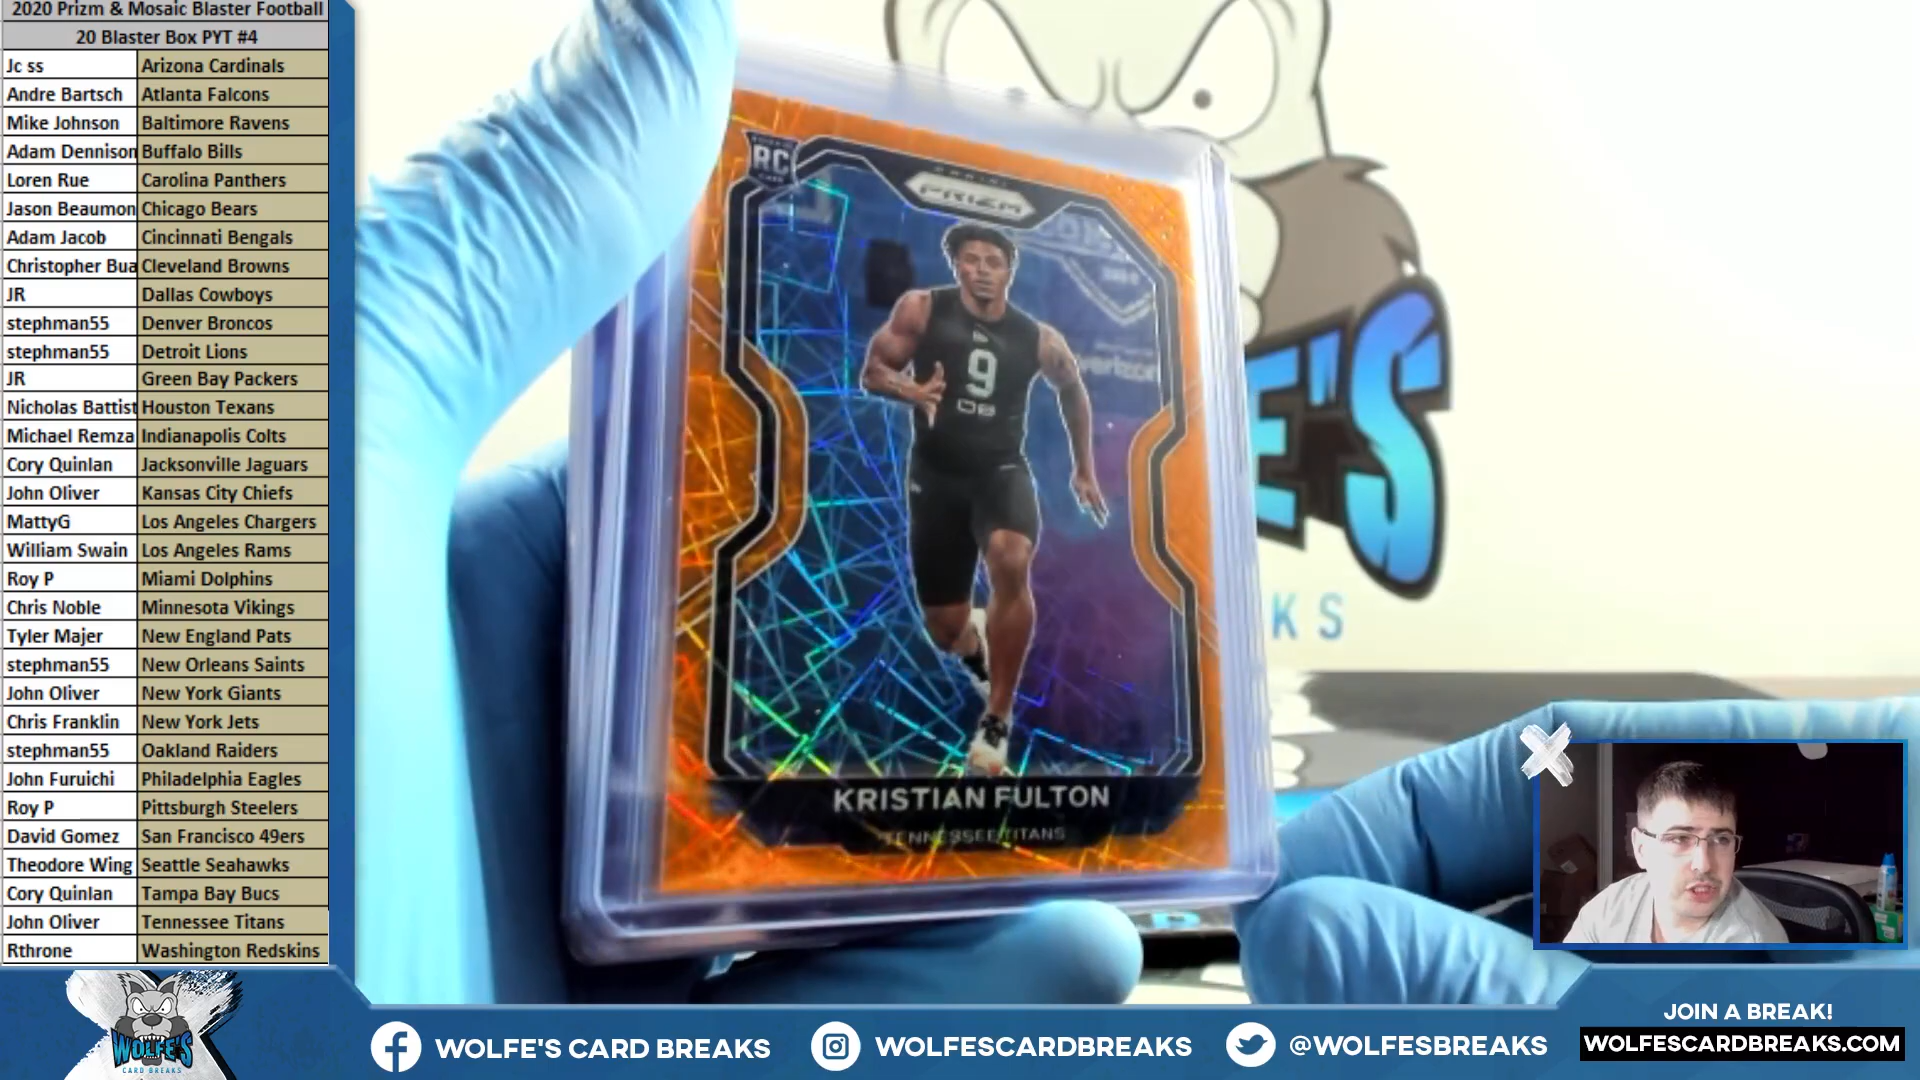 2020 Prizm & Mosaic Blaster Football
20 Blaster Box PYT #4
Jc ss Arizona Cardinals
Andre Bartsch Atlanta Falcons
Mike Johnson Baltimore Ravens
Adam Dennison Buffalo Bills
Loren Rue Carolina Panthers
Jason Beaumon Chicago Bears
Adam Jacob Cincinnati Bengals
Christopher Bua Cleveland Browns
JR Dallas Cowboys
stephman55 Denver Broncos
stephman55 Detroit Lions
JR Green Bay Packers
Nicholas Battist Houston Texans
Michael Remza Indianapolis Colts
Cory Quinlan Jacksonville Jaguars
John Oliver Kansas City Chiefs
MattyG Los Angeles Chargers
William Swain Los Angeles Rams
Roy P Miami Dolphins
Chris Noble Minnesota Vikings
Tyler Majer New England Pats
stephman55 New Orleans Saints
John Oliver New York Giants
Chris Franklin New York Jets
stephman55 Oakland Raiders
John Furuichi Philadelphia Eagles
Roy P Pittsburgh Steelers
David Gomez San Francisco 49ers
Theodore Wing Seattle Seahawks
Cory Quinlan Tampa Bay Bucs
John Oliver Tennessee Titans
Rthrone Washington Redskins
RC
PANINI
PRIZM
verizon
9
DB
KRISTIAN FULTON
TENNESSEE TITANS
E'S
KS
WOLFE'S
CARD BREAKS
WOLFE'S CARD BREAKS
WOLFESCARDBREAKS
@WOLFESBREAKS
JOIN A BREAK!
WOLFESCARDBREAKS.COM